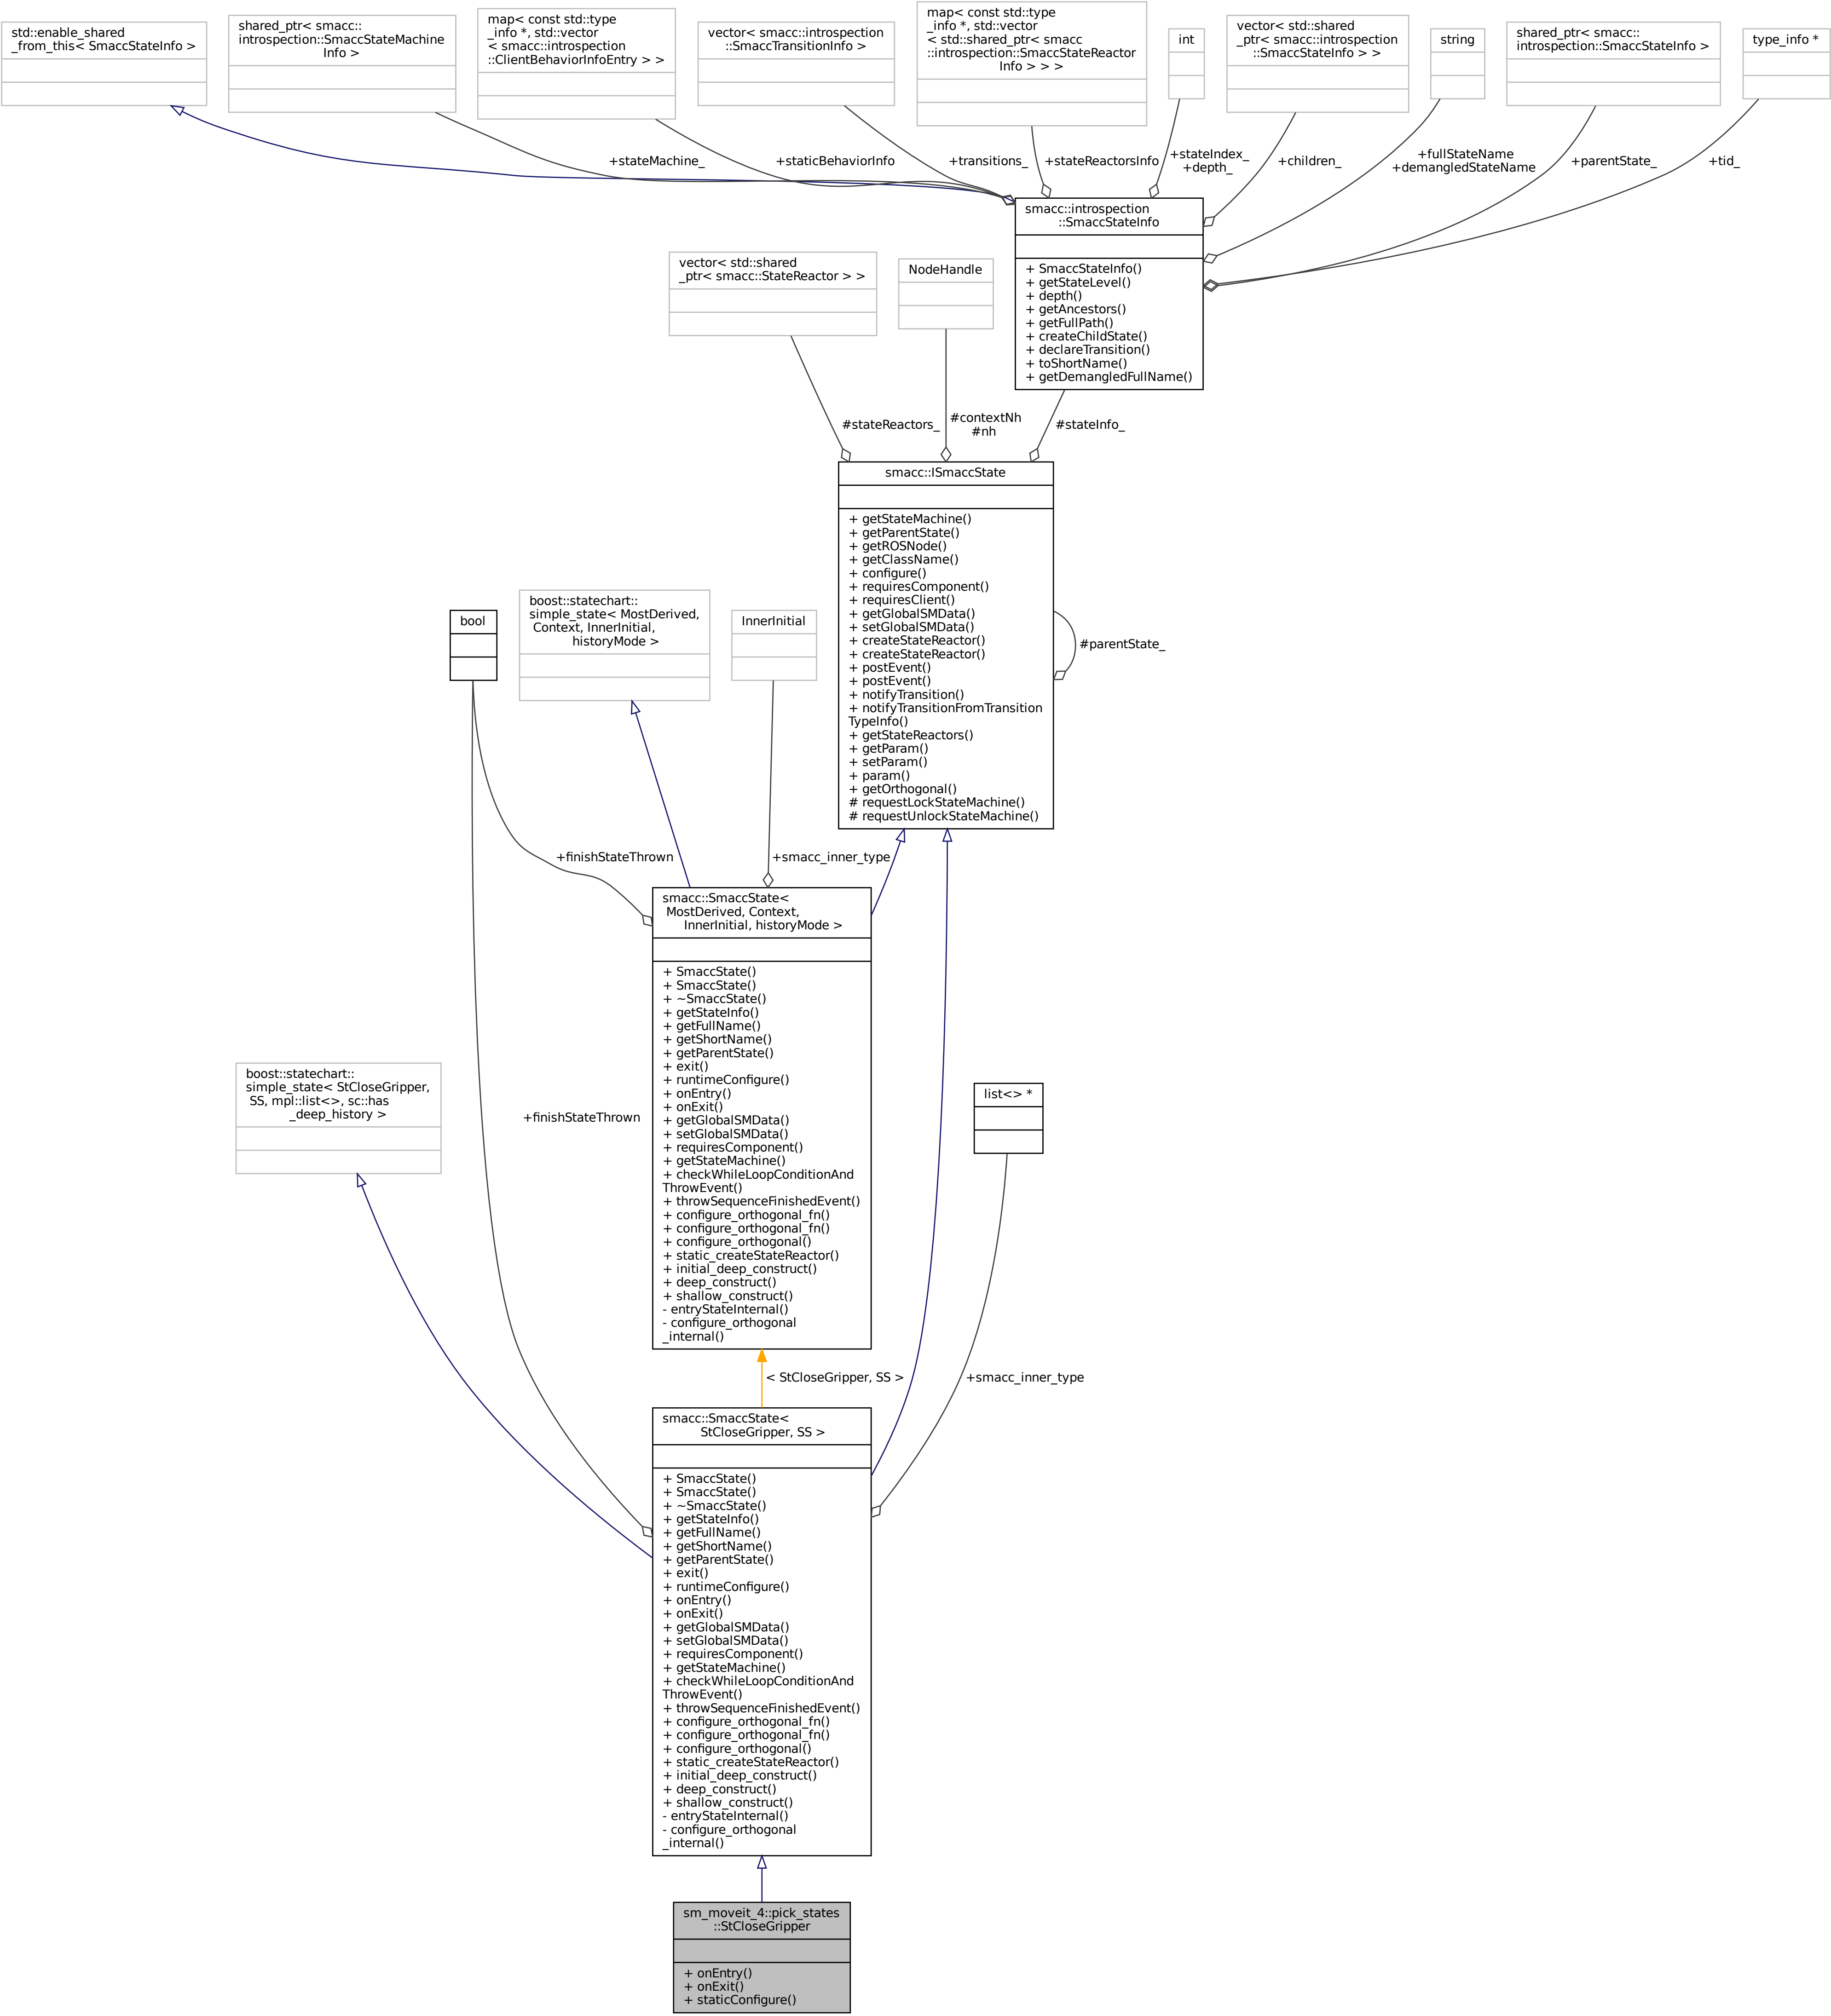 std::enable_shared
_from_this< SmaccStateInfo >
shared_ptr< smacc::
introspection::SmaccStateMachine
Info >
map< const std::type
_info *, std::vector
< smacc::introspection
::ClientBehaviorInfoEntry > >
vector< smacc::introspection
::SmaccTransitionInfo >
map< const std::type
_info *, std::vector
< std::shared_ptr< smacc
::introspection::SmaccStateReactor
Info > > >
int
vector< std::shared
_ptr< smacc::introspection
::SmaccStateInfo > >
string
shared_ptr< smacc::
introspection::SmaccStateInfo >
type_info *
+stateMachine_
+staticBehaviorInfo
+transitions_
+stateReactorsInfo
+stateIndex_
+depth_
+children_
+fullStateName
+demangledStateName
+parentState_
+tid_
smacc::introspection
::SmaccStateInfo
+ SmaccStateInfo()
+ getStateLevel()
+ depth()
+ getAncestors()
+ getFullPath()
+ createChildState()
+ declareTransition()
+ toShortName()
+ getDemangledFullName()
vector< std::shared
_ptr< smacc::StateReactor > >
NodeHandle
#stateReactors_
#contextNh
#nh
#stateInfo_
smacc::ISmaccState
+ getStateMachine()
+ getParentState()
+ getROSNode()
+ getClassName()
+ configure()
+ requiresComponent()
+ requiresClient()
+ getGlobalSMData()
+ setGlobalSMData()
+ createStateReactor()
+ createStateReactor()
+ postEvent()
+ postEvent()
+ notifyTransition()
+ notifyTransitionFromTransition
TypeInfo()
+ getStateReactors()
+ getParam()
+ setParam()
+ param()
+ getOrthogonal()
# requestLockStateMachine()
# requestUnlockStateMachine()
#parentState_
bool
boost::statechart::
simple_state< MostDerived,
Context, InnerInitial,
historyMode >
InnerInitial
+finishStateThrown
+smacc_inner_type
smacc::SmaccState<
MostDerived, Context,
InnerInitial, historyMode >
+ SmaccState()
+ SmaccState()
+ ~SmaccState()
+ getStateInfo()
+ getFullName()
+ getShortName()
+ getParentState()
+ exit()
+ runtimeConfigure()
+ onEntry()
+ onExit()
+ getGlobalSMData()
+ setGlobalSMData()
+ requiresComponent()
+ getStateMachine()
+ checkWhileLoopConditionAnd
ThrowEvent()
+ throwSequenceFinishedEvent()
+ configure_orthogonal_fn()
+ configure_orthogonal_fn()
+ configure_orthogonal()
+ static_createStateReactor()
+ initial_deep_construct()
+ deep_construct()
+ shallow_construct()
- entryStateInternal()
- configure_orthogonal
_internal()
boost::statechart::
simple_state< StCloseGripper,
SS, mpl::list<>, sc::has
_deep_history >
+finishStateThrown
list<> *
< StCloseGripper, SS >
+smacc_inner_type
smacc::SmaccState<
StCloseGripper, SS >
+ SmaccState()
+ SmaccState()
+ ~SmaccState()
+ getStateInfo()
+ getFullName()
+ getShortName()
+ getParentState()
+ exit()
+ runtimeConfigure()
+ onEntry()
+ onExit()
+ getGlobalSMData()
+ setGlobalSMData()
+ requiresComponent()
+ getStateMachine()
+ checkWhileLoopConditionAnd
ThrowEvent()
+ throwSequenceFinishedEvent()
+ configure_orthogonal_fn()
+ configure_orthogonal_fn()
+ configure_orthogonal()
+ static_createStateReactor()
+ initial_deep_construct()
+ deep_construct()
+ shallow_construct()
- entryStateInternal()
- configure_orthogonal
_internal()
sm_moveit_4::pick_states
::StCloseGripper
+ onEntry()
+ onExit()
+ staticConfigure()